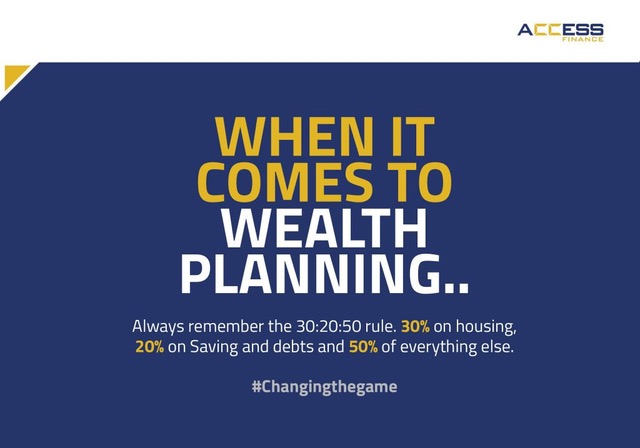 ACCESS
FINANCE
WHEN IT
COMES TO
WEALTH
PLANNING..
Always remember the 30:20:50 rule. 30% on housing,
20% on Saving and debts and 50% of everything else.
#Changingthegame